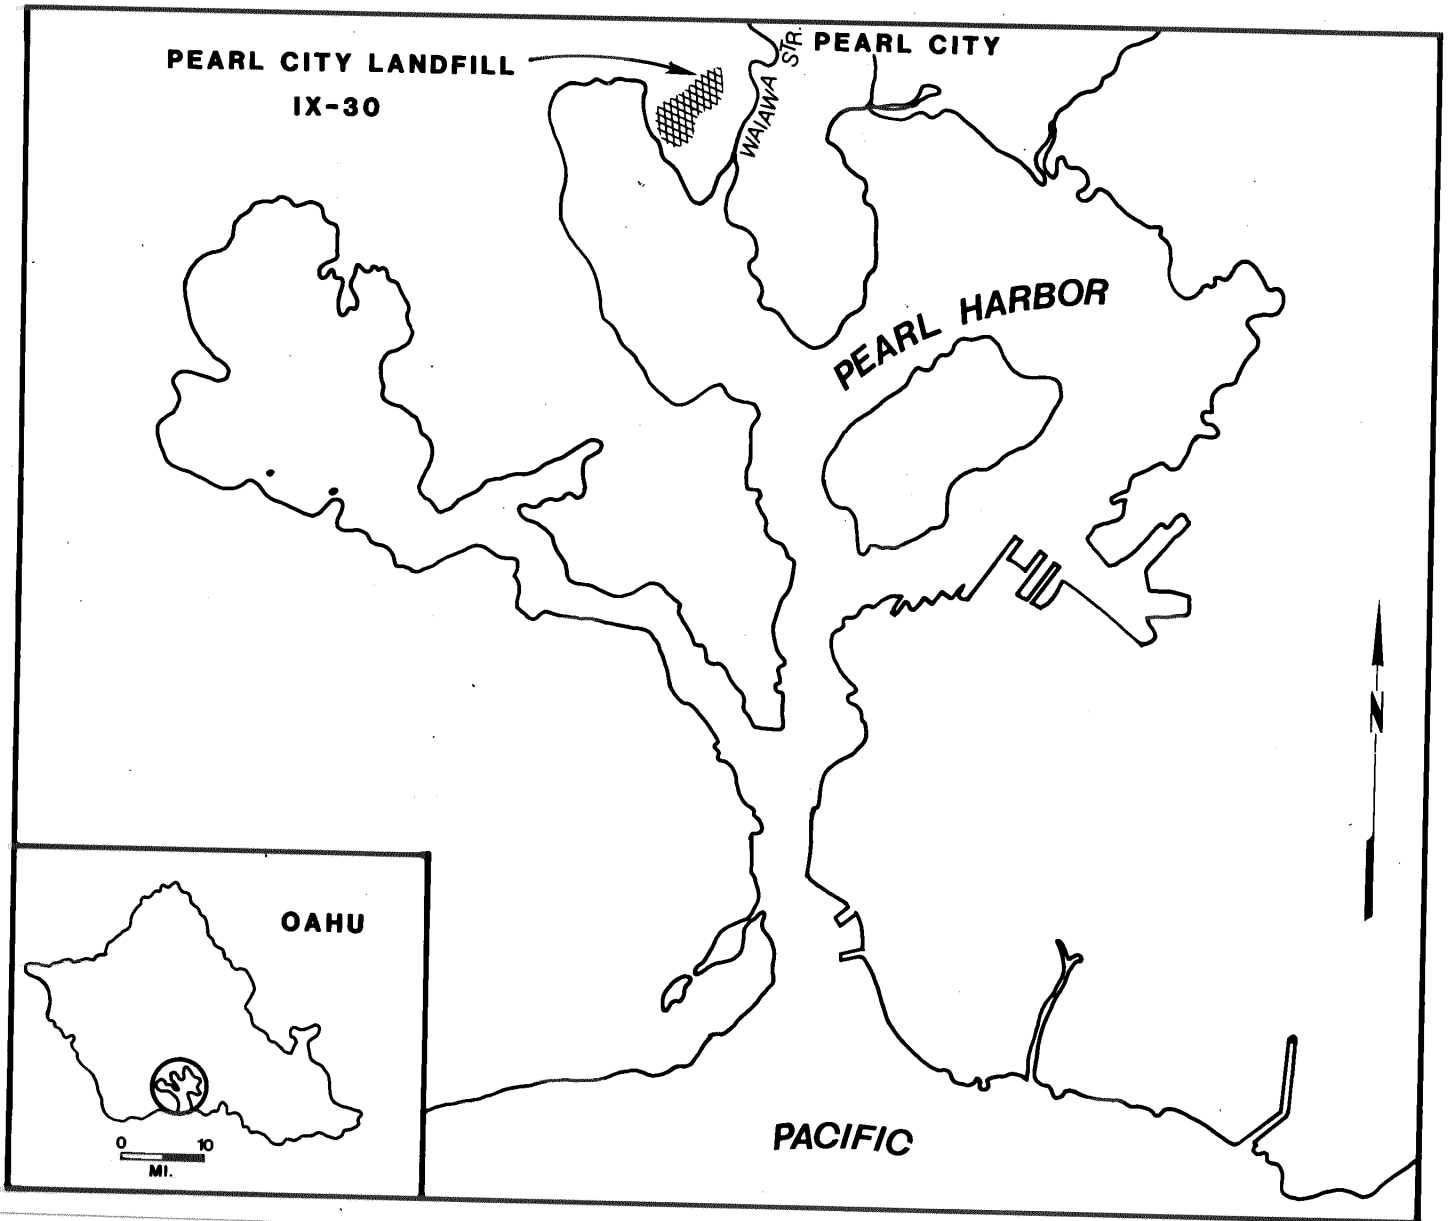 PEARL CITY LANDFILL
IX-30
WAIAWA STR.
PEARL CITY
PEARL HARBOR
N
OAHU
0 10
MI.
PACIFIC